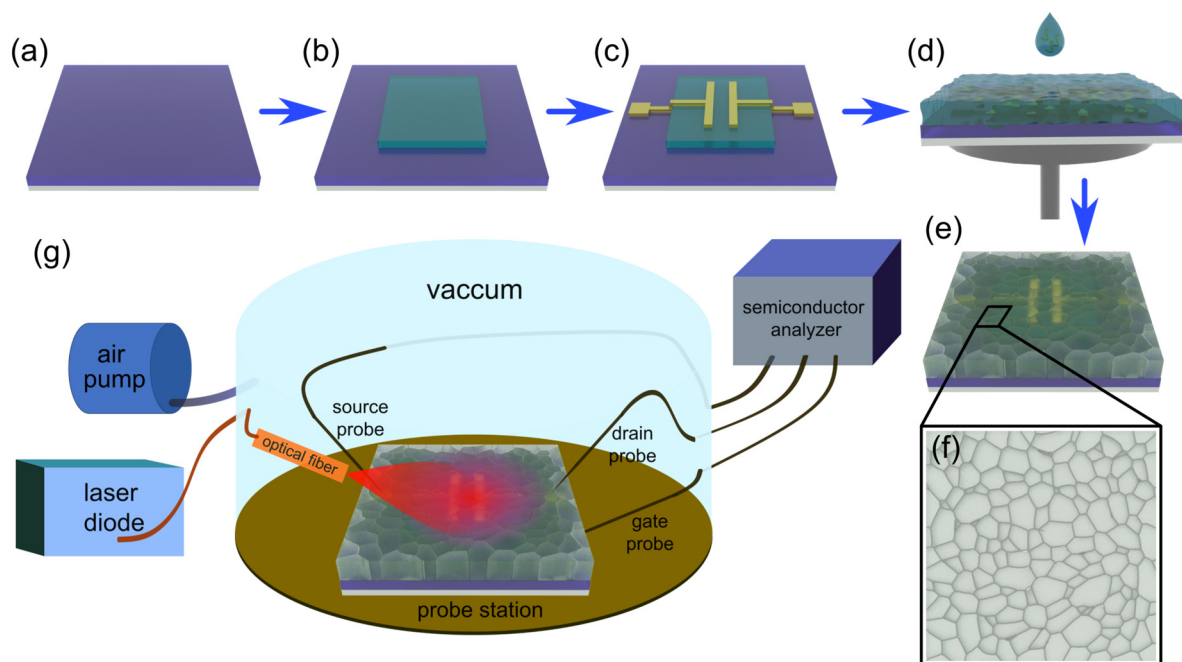 (a)
(b)
(c)
(d)
(e)
(f)
(g)
vaccum
air
pump
laser
diode
source
probe
optical fiber
drain
probe
gate
probe
probe station
semiconductor
analyzer